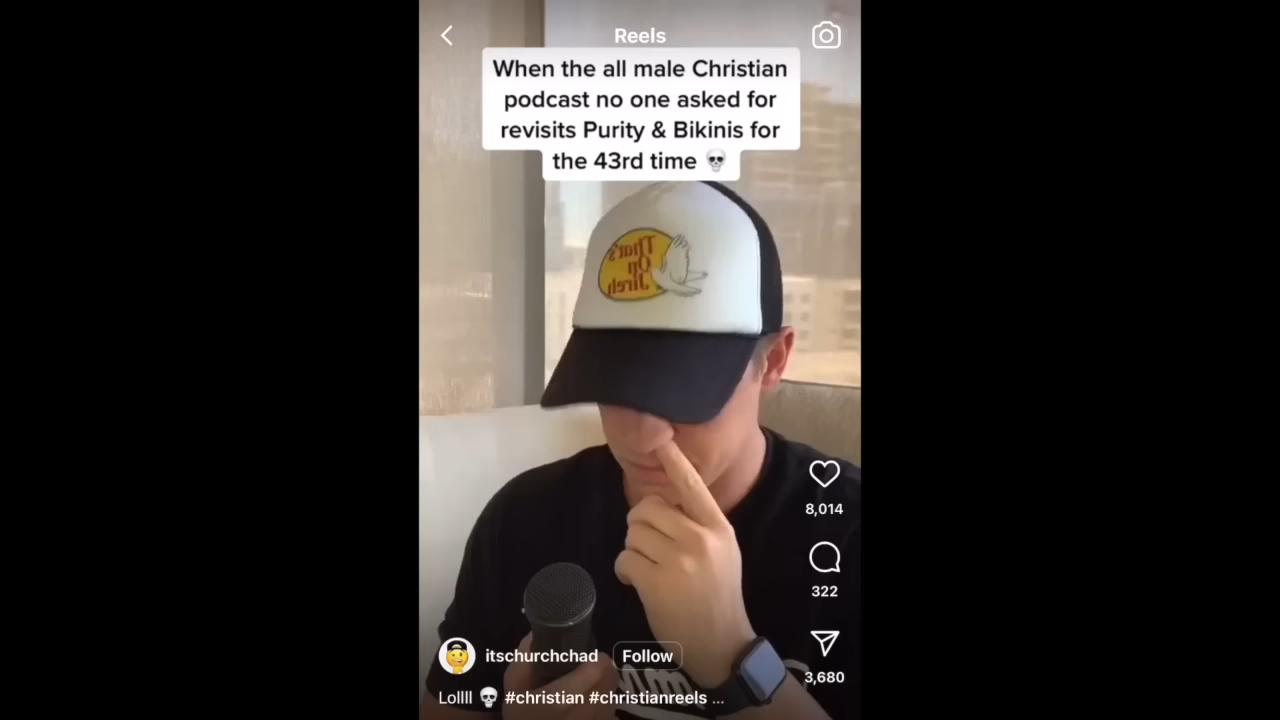 Reels
When the all male Christian
podcast no one asked for
revisits Purity & Bikinis for
the 43rd time 💀
That's
On
Jireh
8,014
322
itschurchchad
Follow
3,680
Lollll 💀 #christian #christianreels ...